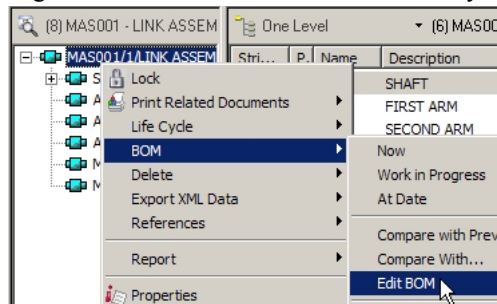 (8) MAS001 - LINK ASSEM
One Level
(6) MAS00
MAS001/1/LINK ASSEM
Stri...
P.
Name
Description
S
A
A
A
M
M
Lock
Print Related Documents
Life Cycle
BOM
Delete
Export XML Data
References
Report
Properties
SHAFT
FIRST ARM
SECOND ARM
Now
Work in Progress
At Date
Compare with Prev
Compare With...
Edit BOM